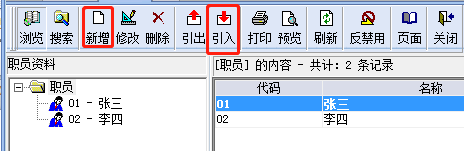 浏览 搜索 新增 修改 删除 引出 引入 打印 预览 刷新 反禁用 页面 关闭
职员资料
[职员] 的内容 - 共计: 2 条记录
职员
01 - 张三
02 - 李四
代码 名称
01 张三
02 李四